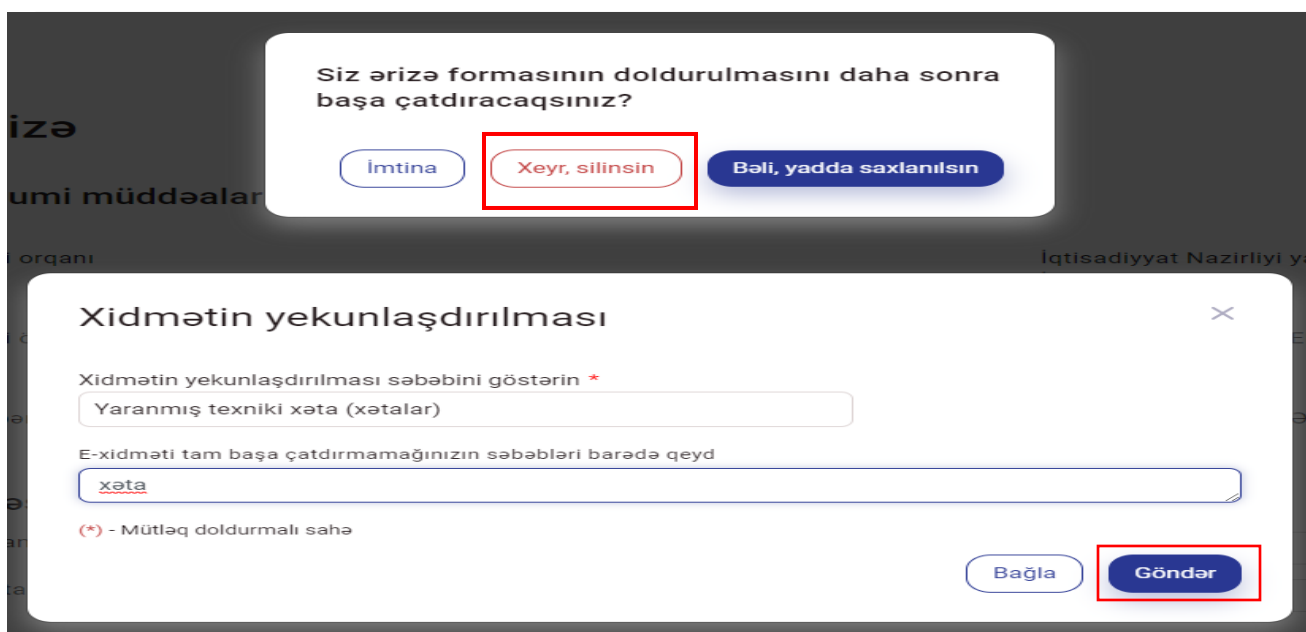 Siz ərizə formasının doldurulmasını daha sonra
başa çatdıracaqsınız?
izə
İmtina
Xeyr, silinsin
Bəli, yadda saxlanılsın
umi müddəalar
i orqanı
İqtisadiyyat Nazirliyi ya
Xidmətin yekunlaşdırılması
Xidmətin yekunlaşdırılması səbəbini göstərin *
Yaranmış texniki xəta (xətalar)
E-xidməti tam başa çatdırmamağınızın səbəbləri barədə qeyd
xəta
(*) - Mütləq doldurmalı sahə
Bağla
Göndər